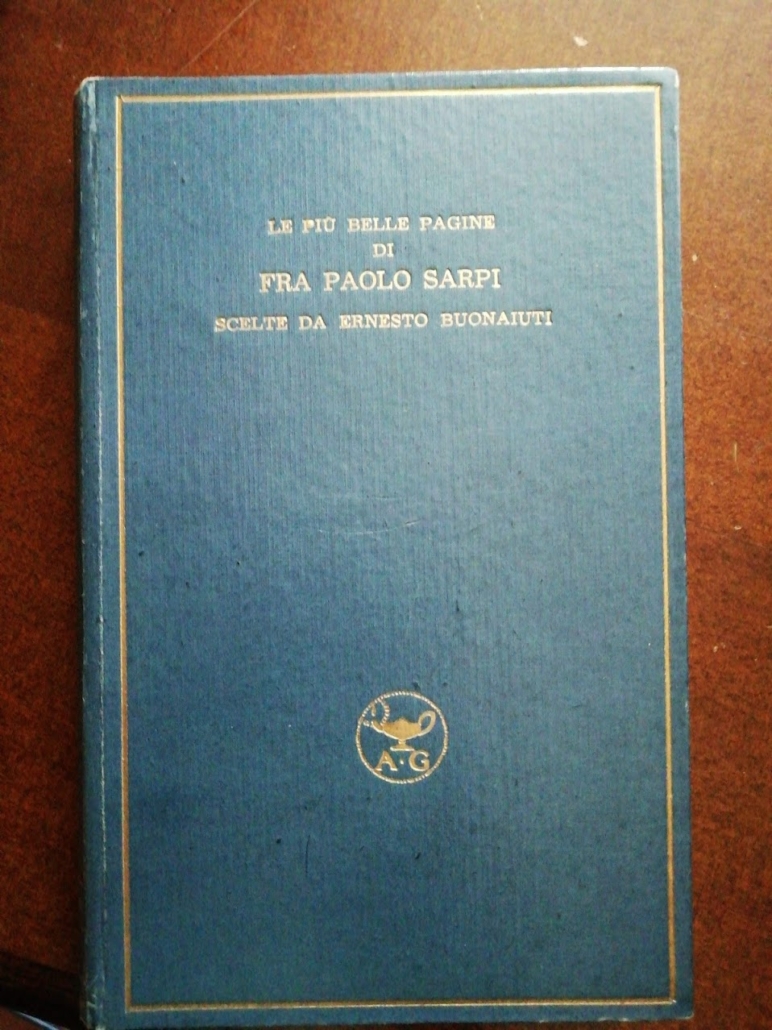 LE PIÙ BELLE PAGINE
DI
FRA PAOLO SARPI
SCELTE DA ERNESTO BUONAIUTI
A·G